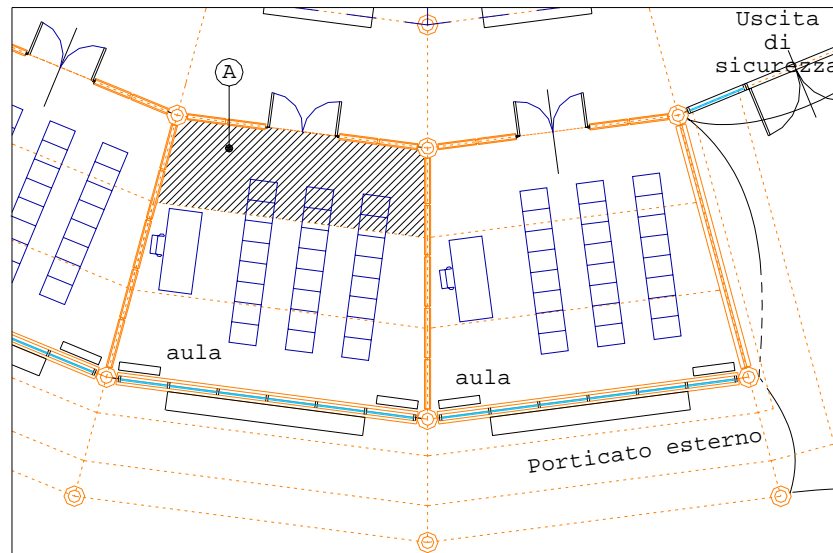 Uscita
di
sicurezza
A
aula
aula
Porticato esterno